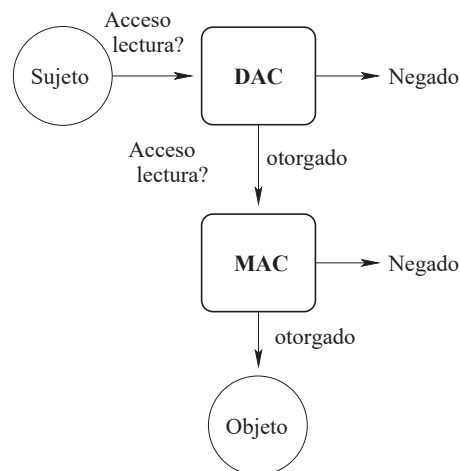 Acceso
lectura?
Sujeto
DAC
Negado
Acceso
lectura?
otorgado
MAC
Negado
otorgado
Objeto